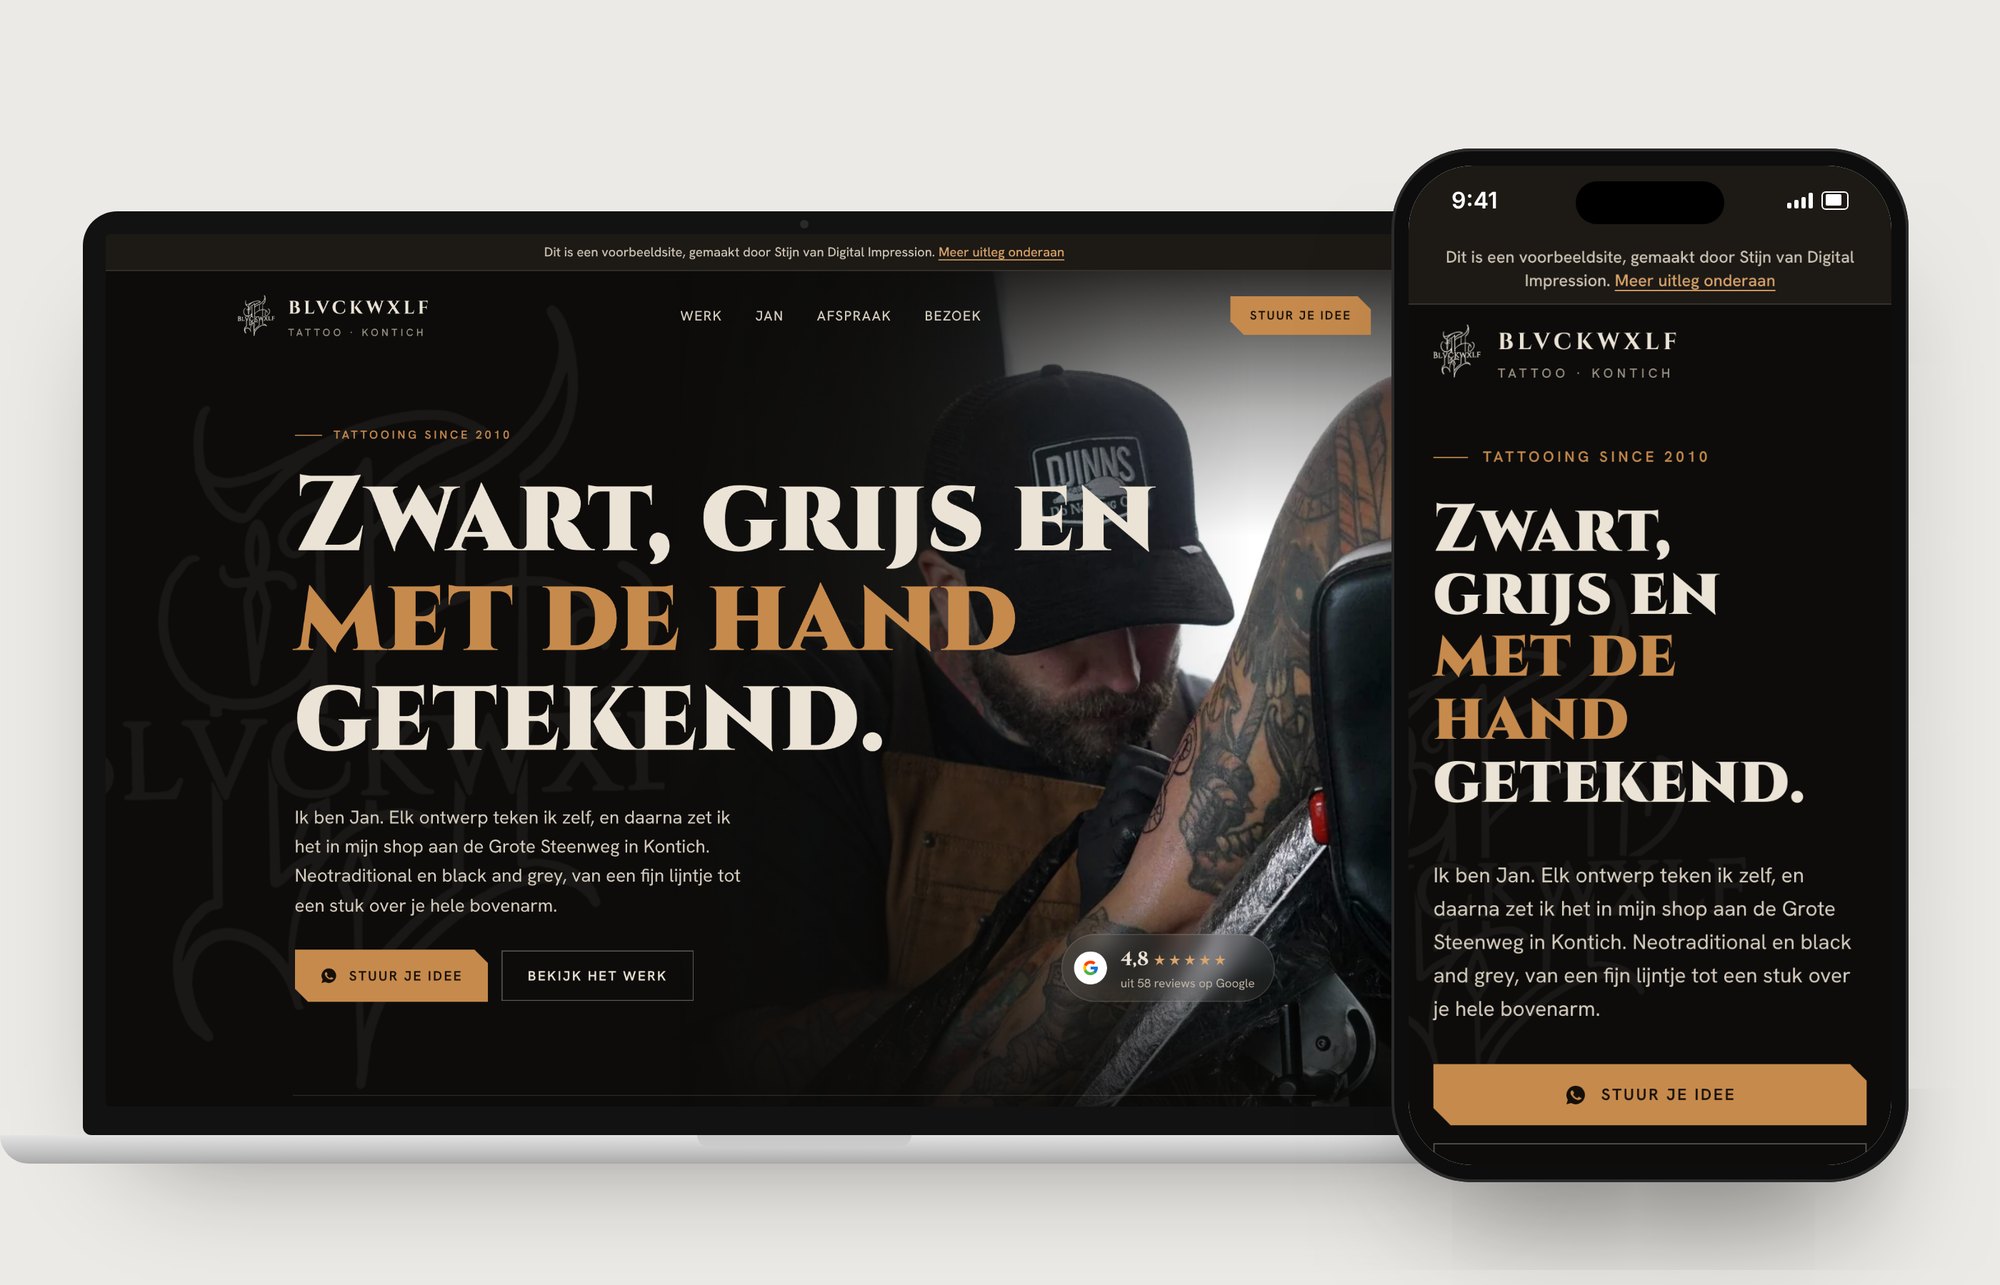 Dit is een voorbeeldsite, gemaakt door Stijn van Digital Impression. Meer uitleg onderaan
BLVCKWXLF
BLVCKWXLF
TATTOO · KONTICH
WERK
JAN
AFSPRAAK
BEZOEK
STUUR JE IDEE
TATTOOING SINCE 2010
DJINNS
ZWART, GRIJS EN
MET DE HAND
GETEKEND.
BLVCKWXLF
Ik ben Jan. Elk ontwerp teken ik zelf, en daarna zet ik
het in mijn shop aan de Grote Steenweg in Kontich.
Neotraditional en black and grey, van een fijn lijntje tot
een stuk over je hele bovenarm.
STUUR JE IDEE
BEKIJK HET WERK
4,8 ★★★★★
uit 58 reviews op Google
9:41
Dit is een voorbeeldsite, gemaakt door Stijn van Digital
Impression. Meer uitleg onderaan
BLVCKWXLF
BLVCKWXLF
TATTOO · KONTICH
TATTOOING SINCE 2010
ZWART,
GRIJS EN
MET DE
HAND
GETEKEND.
Ik ben Jan. Elk ontwerp teken ik zelf, en
daarna zet ik het in mijn shop aan de Grote
Steenweg in Kontich. Neotraditional en black
and grey, van een fijn lijntje tot een stuk over
je hele bovenarm.
STUUR JE IDEE